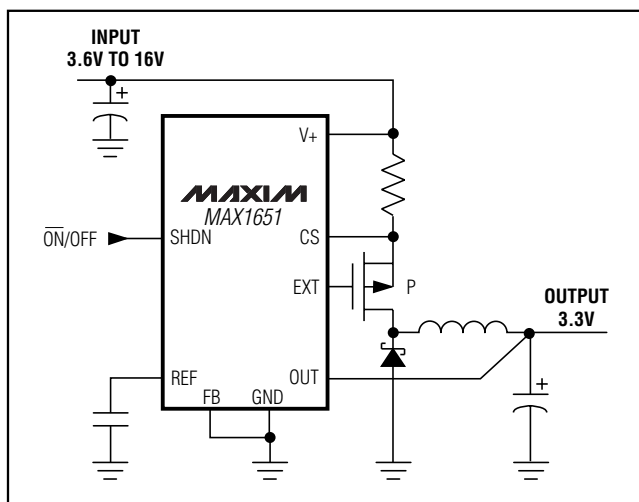 INPUT
3.6V TO 16V
+
V+
MAXIM
MAX1651
ON/OFF
SHDN
CS
EXT
P
OUTPUT
3.3V
REF
OUT
FB
GND
+